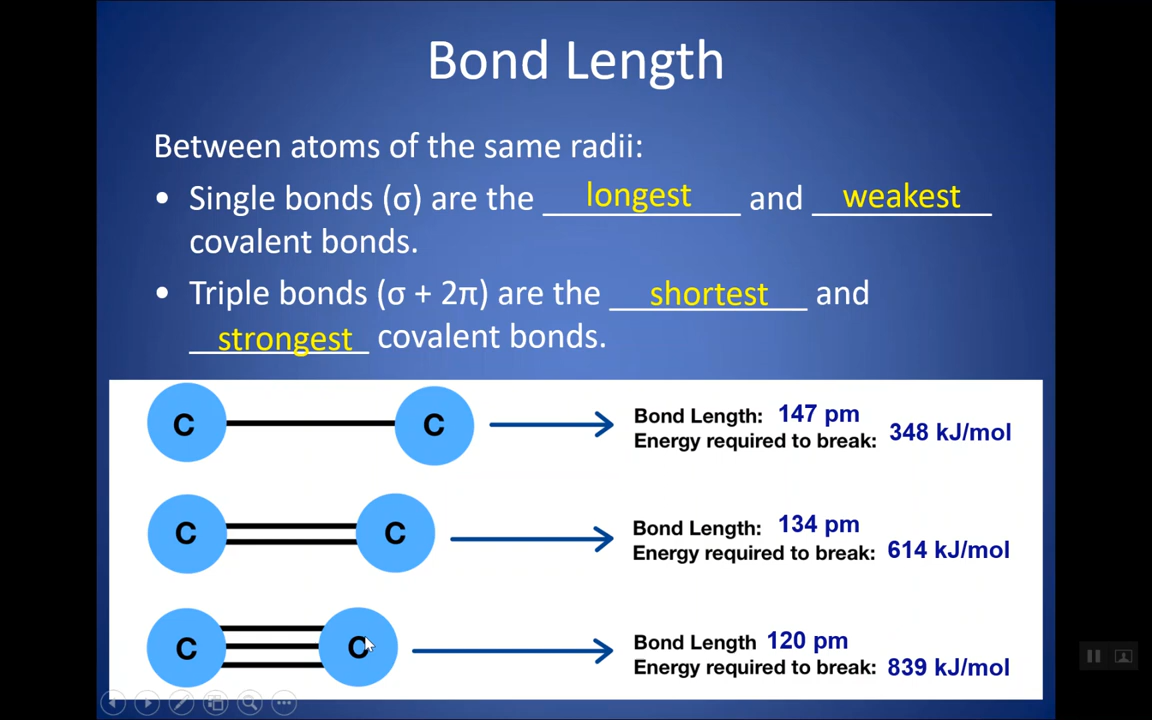 Bond Length
Between atoms of the same radii:
• Single bonds (σ) are the longest and weakest
covalent bonds.
• Triple bonds (σ + 2π) are the shortest and
strongest covalent bonds.
C C Bond Length: 147 pm
Energy required to break: 348 kJ/mol
C C Bond Length: 134 pm
Energy required to break: 614 kJ/mol
C C Bond Length 120 pm
Energy required to break: 839 kJ/mol